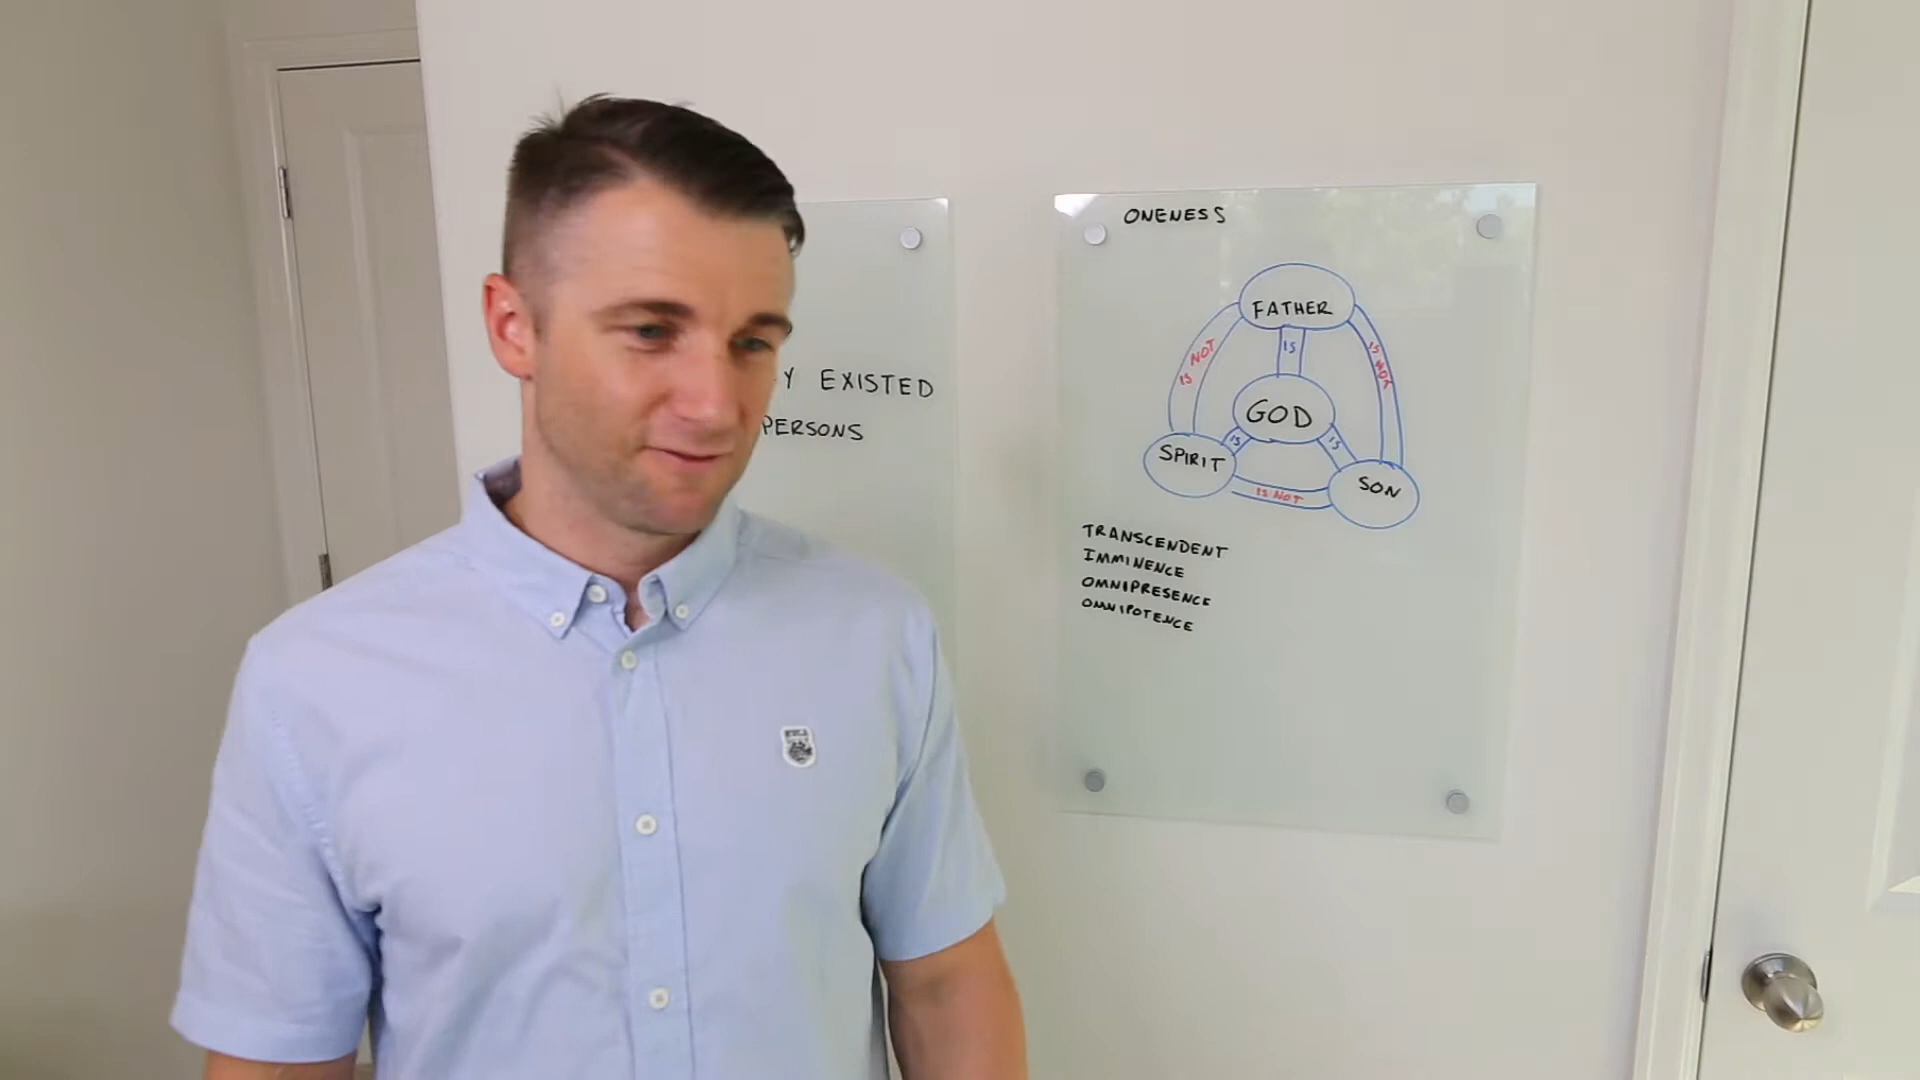 Y EXISTED
PERSONS
ONENESS
FATHER
IS NOT
IS
IS NOT
GOD
IS
IS
SPIRIT
SON
IS NOT
TRANSCENDENT
IMMINENCE
OMNIPRESENCE
OMNIPOTENCE